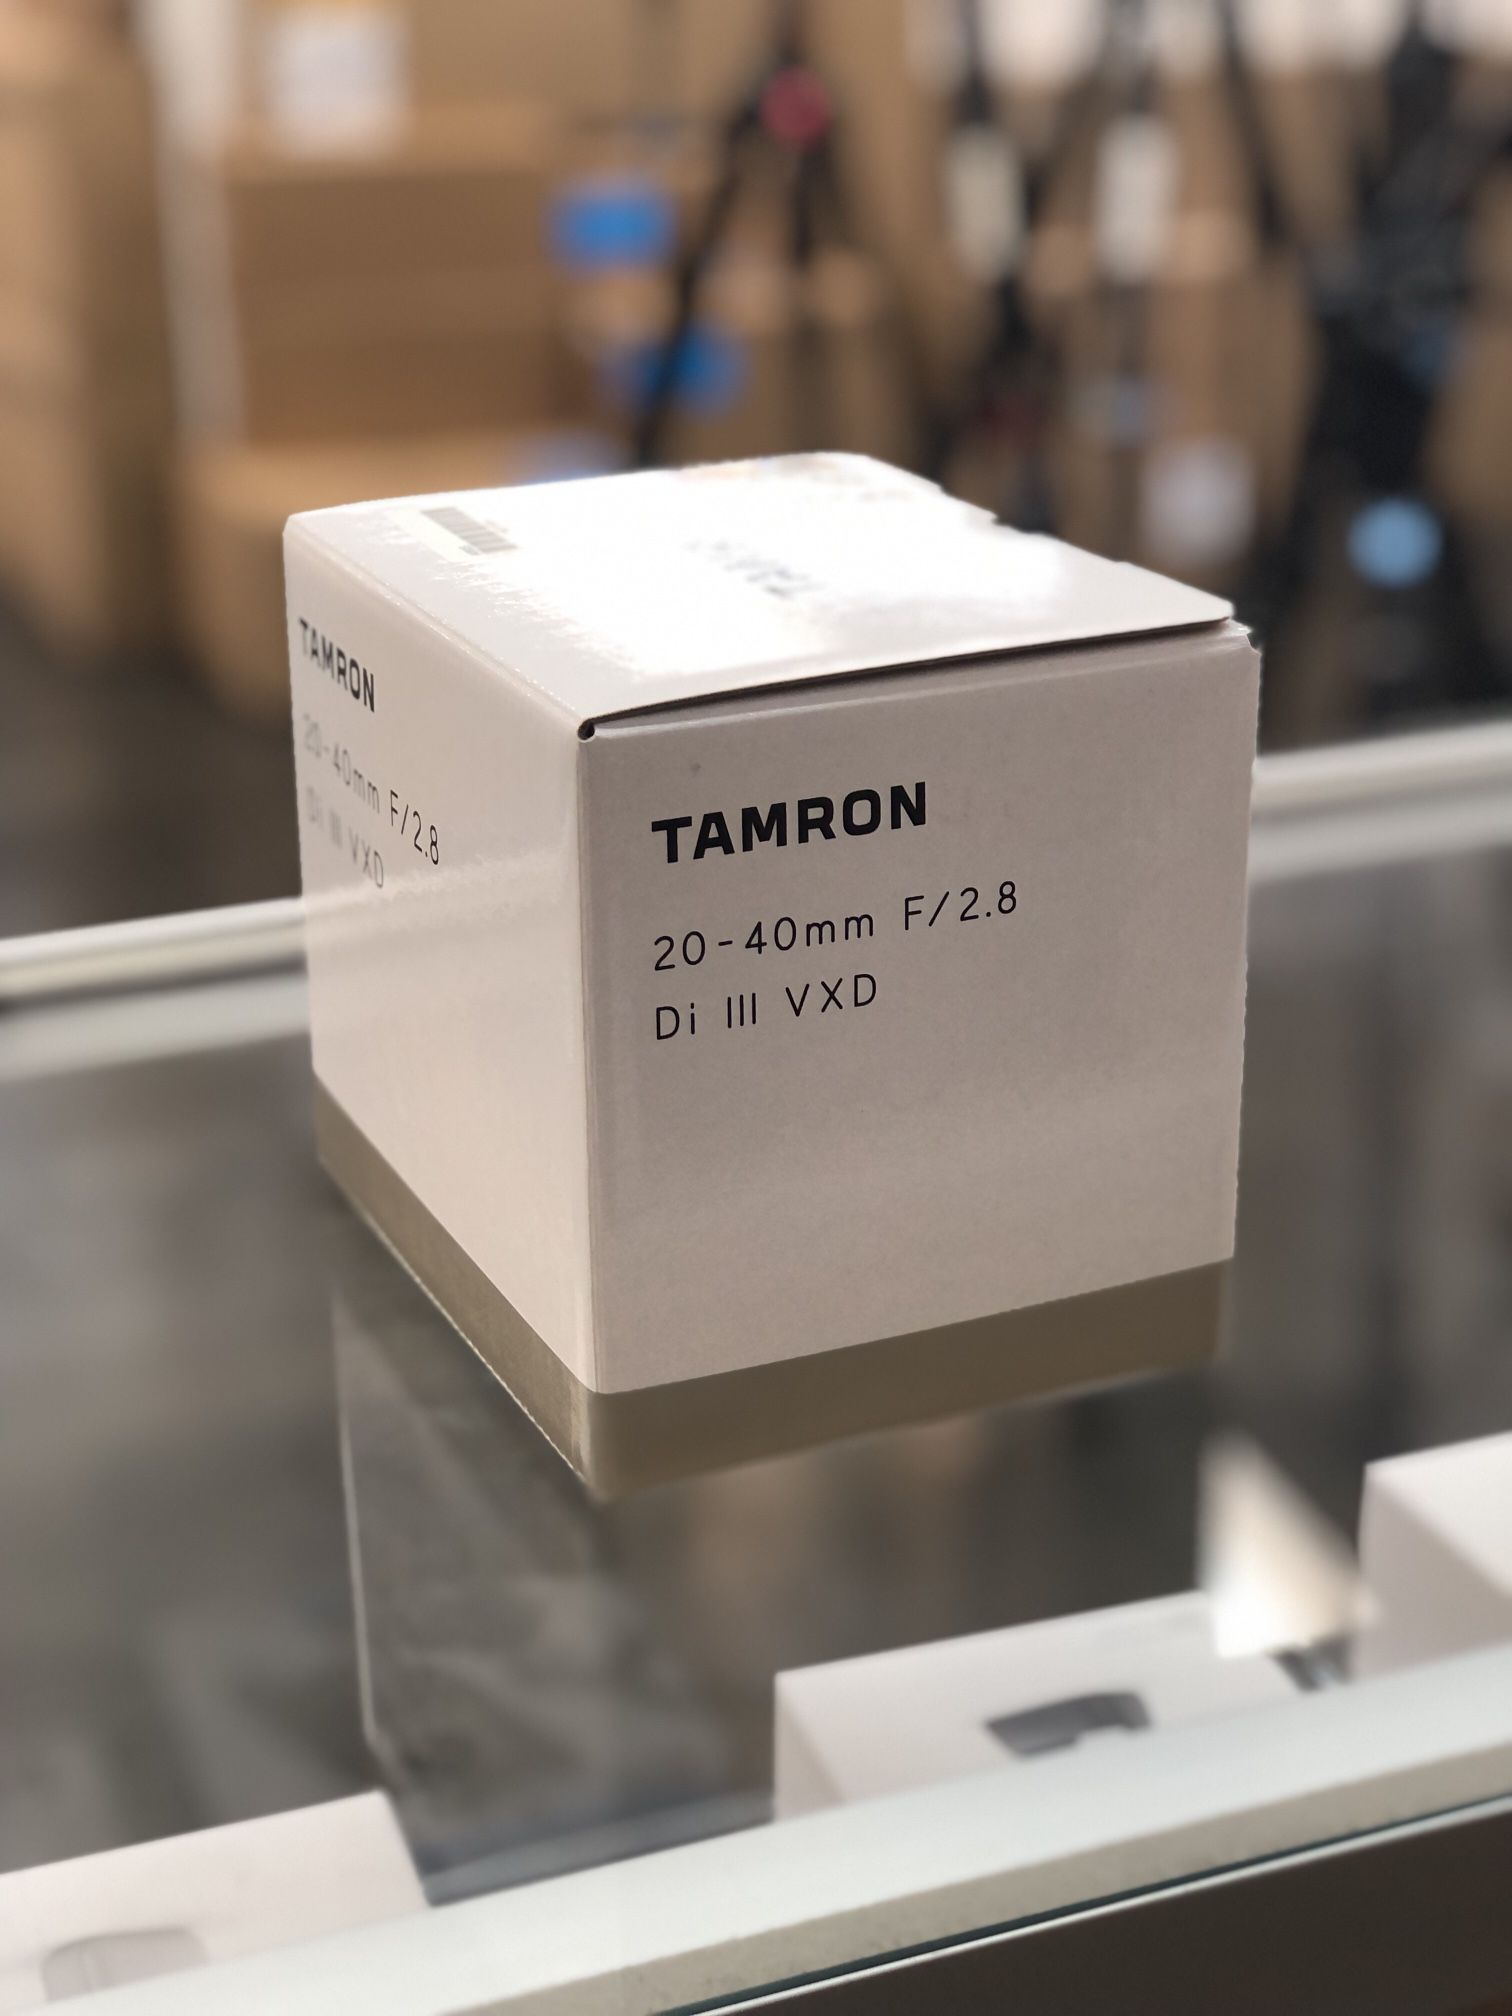 TAMRON
20-40mm F/2.8
Di III VXD
TAMRON
20-40mm F/2.8
Di III VXD